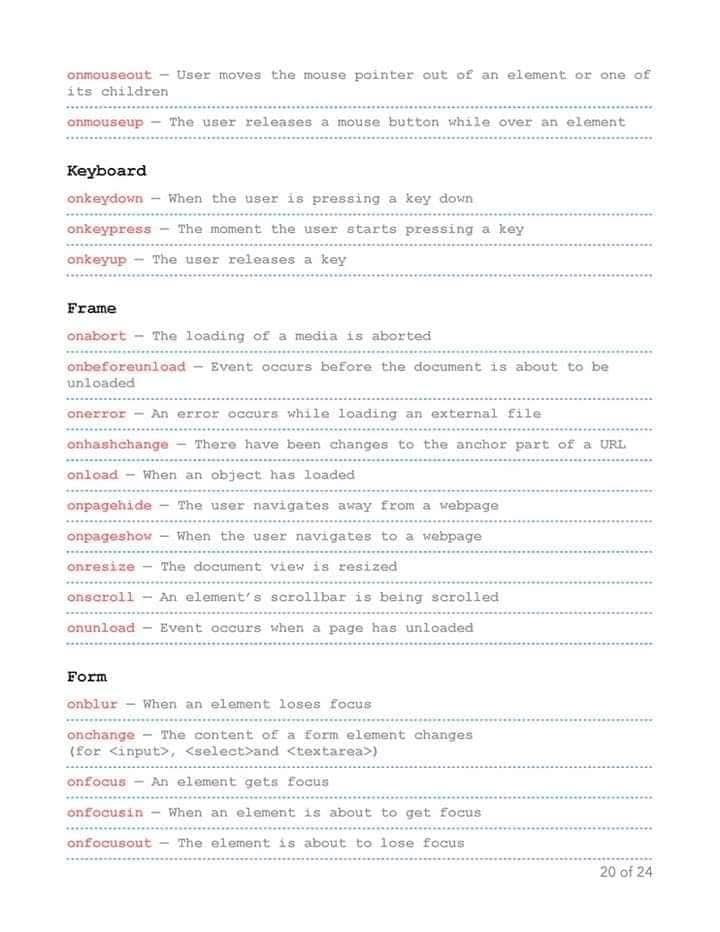 onmouseout — User moves the mouse pointer out of an element or one of
its children
onmouseup — The user releases a mouse button while over an element
Keyboard
onkeydown — When the user is pressing a key down
onkeypress — The moment the user starts pressing a key
onkeyup — The user releases a key
Frame
onabort — The loading of a media is aborted
onbeforeunload — Event occurs before the document is about to be
unloaded
onerror — An error occurs while loading an external file
onhashchange — There have been changes to the anchor part of a URL
onload — When an object has loaded
onpagehide — The user navigates away from a webpage
onpageshow — When the user navigates to a webpage
onresize — The document view is resized
onscroll — An element’s scrollbar is being scrolled
onunload — Event occurs when a page has unloaded
Form
onblur — When an element loses focus
onchange — The content of a form element changes
(for <input>, <select>and <textarea>)
onfocus — An element gets focus
onfocusin — When an element is about to get focus
onfocusout — The element is about to lose focus
20 of 24